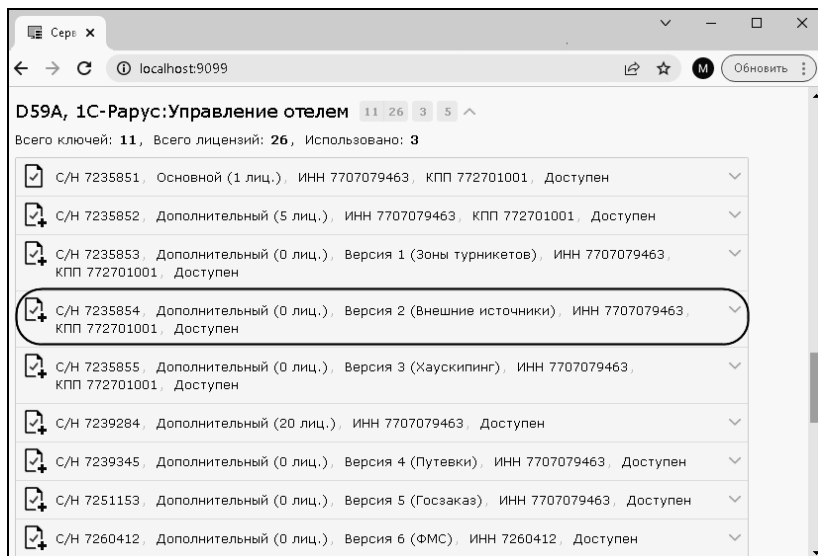 Серв
localhost:9099
М
Обновить
D59A, 1С-Рарус:Управление отелем 11 26 3 5
Всего ключей: 11, Всего лицензий: 26, Использовано: 3
С/Н 7235851, Основной (1 лиц.), ИНН 7707079463, КПП 772701001, Доступен
С/Н 7235852, Дополнительный (5 лиц.), ИНН 7707079463, КПП 772701001, Доступен
С/Н 7235853, Дополнительный (0 лиц.), Версия 1 (Зоны турникетов), ИНН 7707079463,
КПП 772701001, Доступен
С/Н 7235854, Дополнительный (0 лиц.), Версия 2 (Внешние источники), ИНН 7707079463,
КПП 772701001, Доступен
С/Н 7235855, Дополнительный (0 лиц.), Версия 3 (Хаускипинг), ИНН 7707079463,
КПП 772701001, Доступен
С/Н 7239284, Дополнительный (20 лиц.), ИНН 7707079463, Доступен
С/Н 7239345, Дополнительный (0 лиц.), Версия 4 (Путевки), ИНН 7707079463, Доступен
С/Н 7251153, Дополнительный (0 лиц.), Версия 5 (Госзаказ), ИНН 7707079463, Доступен
С/Н 7260412, Дополнительный (0 лиц.), Версия 6 (ФМС), ИНН 7260412, Доступен